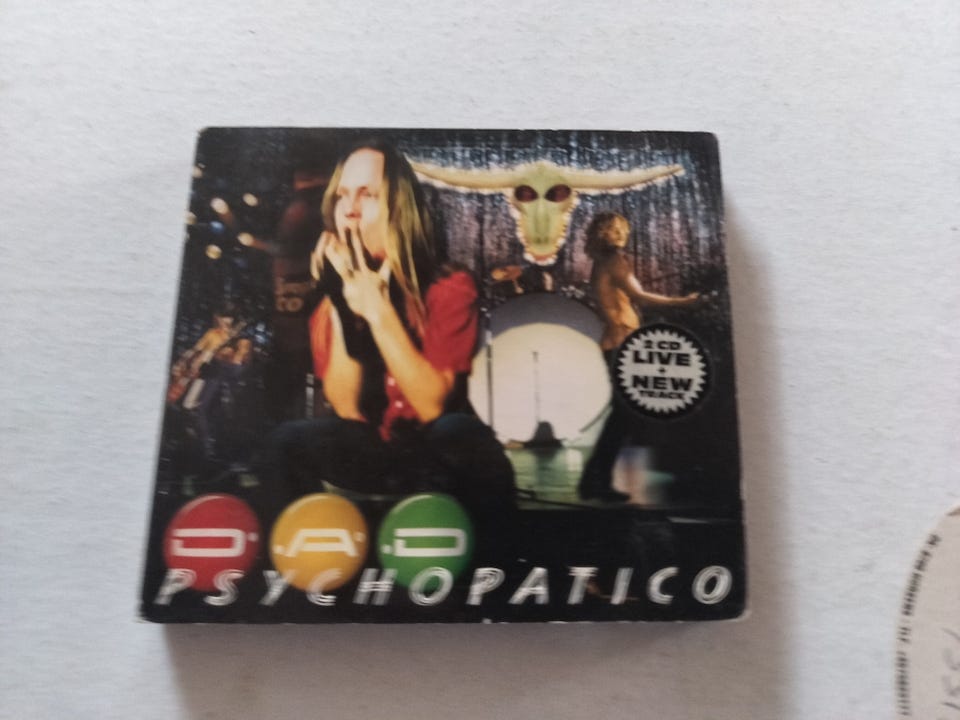 2 CD
LIVE
+
NEW
TRACK
D·A·D
PSYCHOPATICO